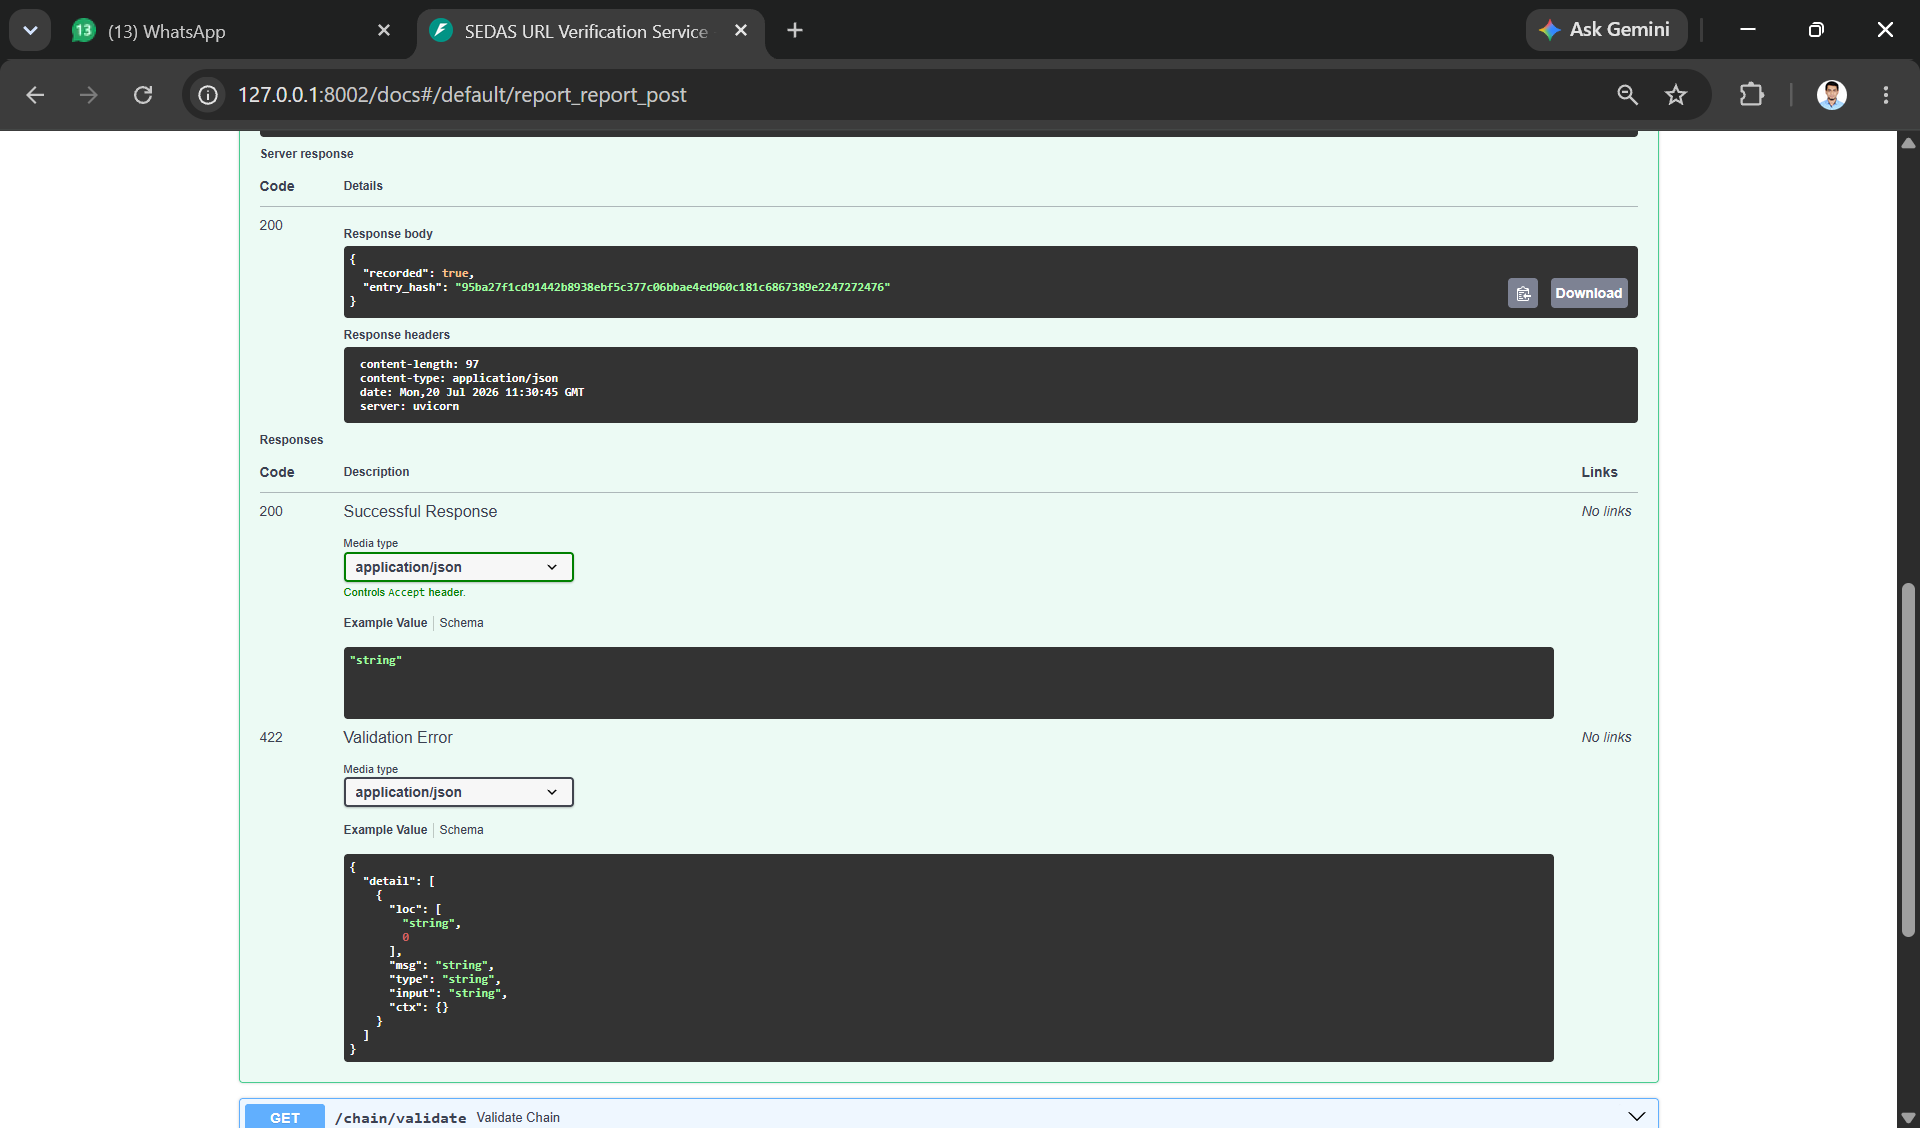 13 (13) WhatsApp
SEDAS URL Verification Service
Ask Gemini
127.0.0.1:8002/docs#/default/report_report_post
Server response
Code Details
200
Response body
{
"recorded": true,
"entry_hash": "95ba27f1cd91442b8938ebf5c377c06bbae4ed960c181c6867389e2247272476"
}
Download
Response headers
content-length: 97
content-type: application/json
date: Mon,20 Jul 2026 11:30:45 GMT
server: uvicorn
Responses
Code Description Links
200 Successful Response No links
Media type
application/json
Controls Accept header.
Example Value Schema
"string"
422 Validation Error No links
Media type
application/json
Example Value Schema
{
"detail": [
{
"loc": [
"string",
0
],
"msg": "string",
"type": "string",
"input": "string",
"ctx": {}
}
]
}
GET /chain/validate Validate Chain